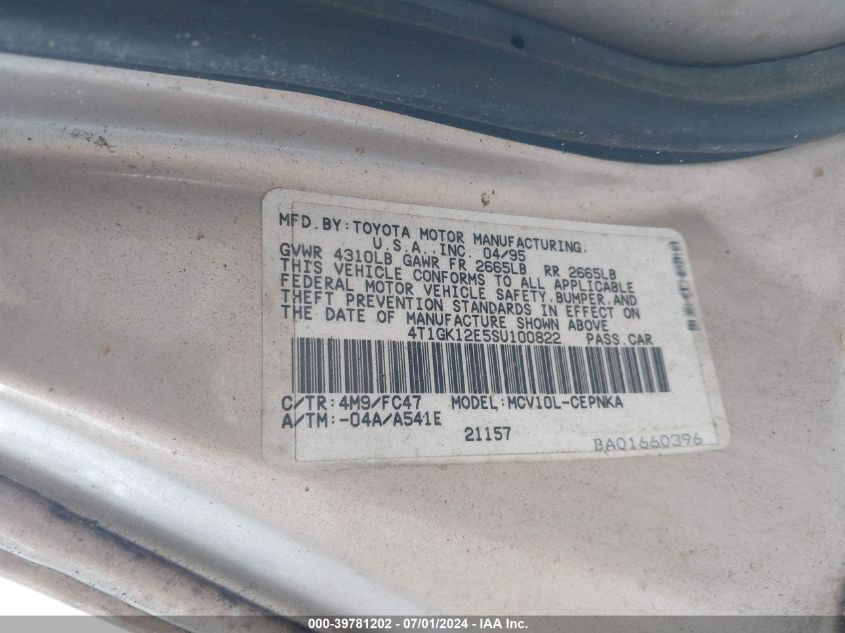 MFD. BY: TOYOTA MOTOR MANUFACTURING.
U.S.A., INC. 04/95
GVWR 4310LB GAWR FR 2665LB RR 2665LB
THIS VEHICLE CONFORMS TO ALL APPLICABLE
FEDERAL MOTOR VEHICLE SAFETY, BUMPER, AND
THEFT PREVENTION STANDARDS IN EFFECT ON
THE DATE OF MANUFACTURE SHOWN ABOVE
4T1GK12E5SU100822 PASS. CAR
C/TR: 4M9/FC47 MODEL: MCV10L-CEPNKA
A/TM: -04A/A541E
21157
BA01660396
000-39781202 - 07/01/2024 - IAA Inc.